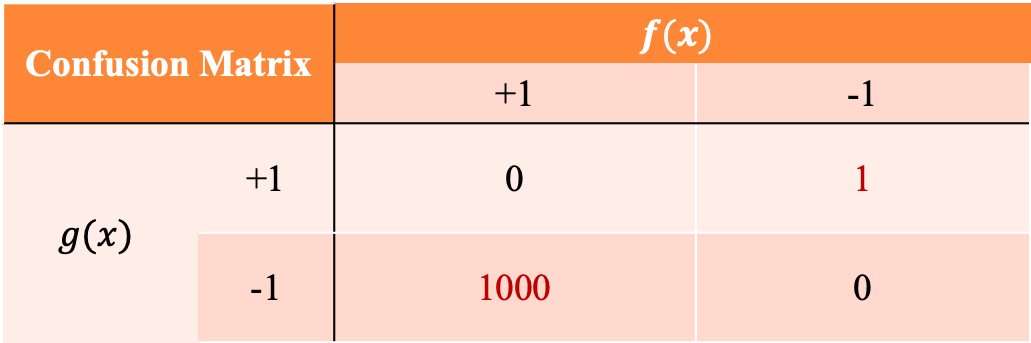 Confusion Matrix
f(x)
+1 -1
g(x)
+1 0 1
-1 1000 0